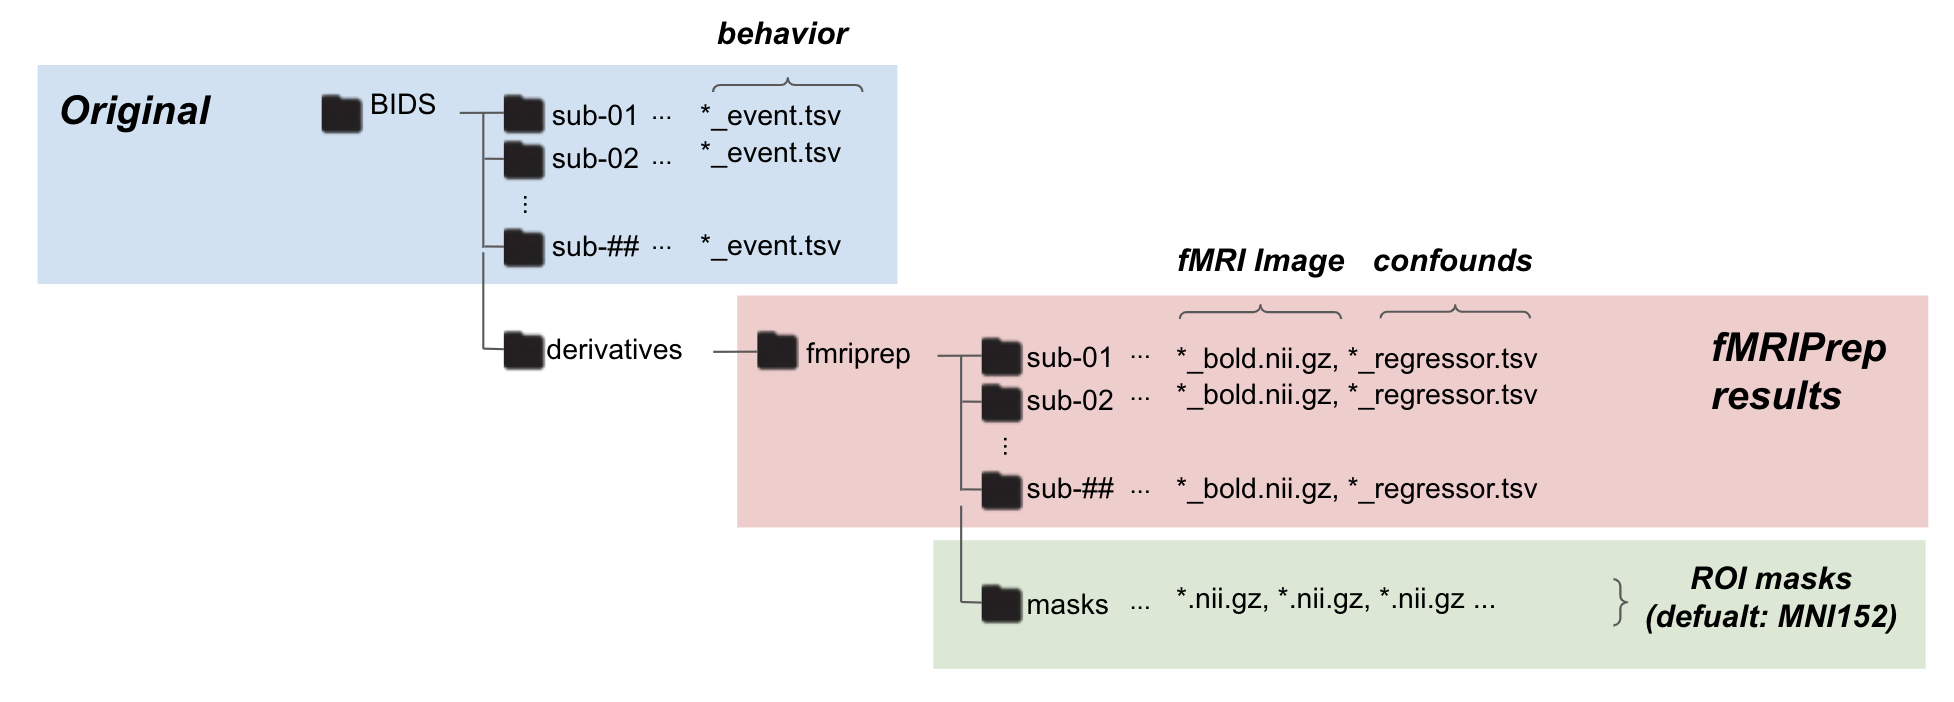 behavior
Original
BIDS
sub-01 ... *_event.tsv
sub-02 ... *_event.tsv
...
sub-## ... *_event.tsv
fMRI Image confounds
derivatives
fmriprep
fMRIPrep
results
sub-01 ... *_bold.nii.gz, *_regressor.tsv
sub-02 ... *_bold.nii.gz, *_regressor.tsv
...
sub-## ... *_bold.nii.gz, *_regressor.tsv
masks ... *.nii.gz, *.nii.gz, *.nii.gz ...
ROI masks
(defualt: MNI152)